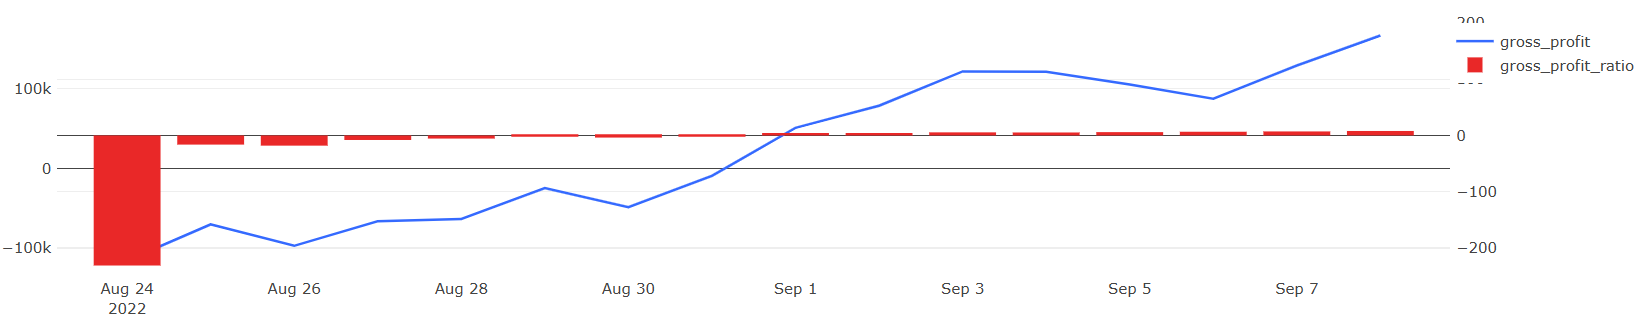 200
gross_profit
gross_profit_ratio
100k
0
0
−100
−100k
−200
Aug 24
2022
Aug 26
Aug 28
Aug 30
Sep 1
Sep 3
Sep 5
Sep 7